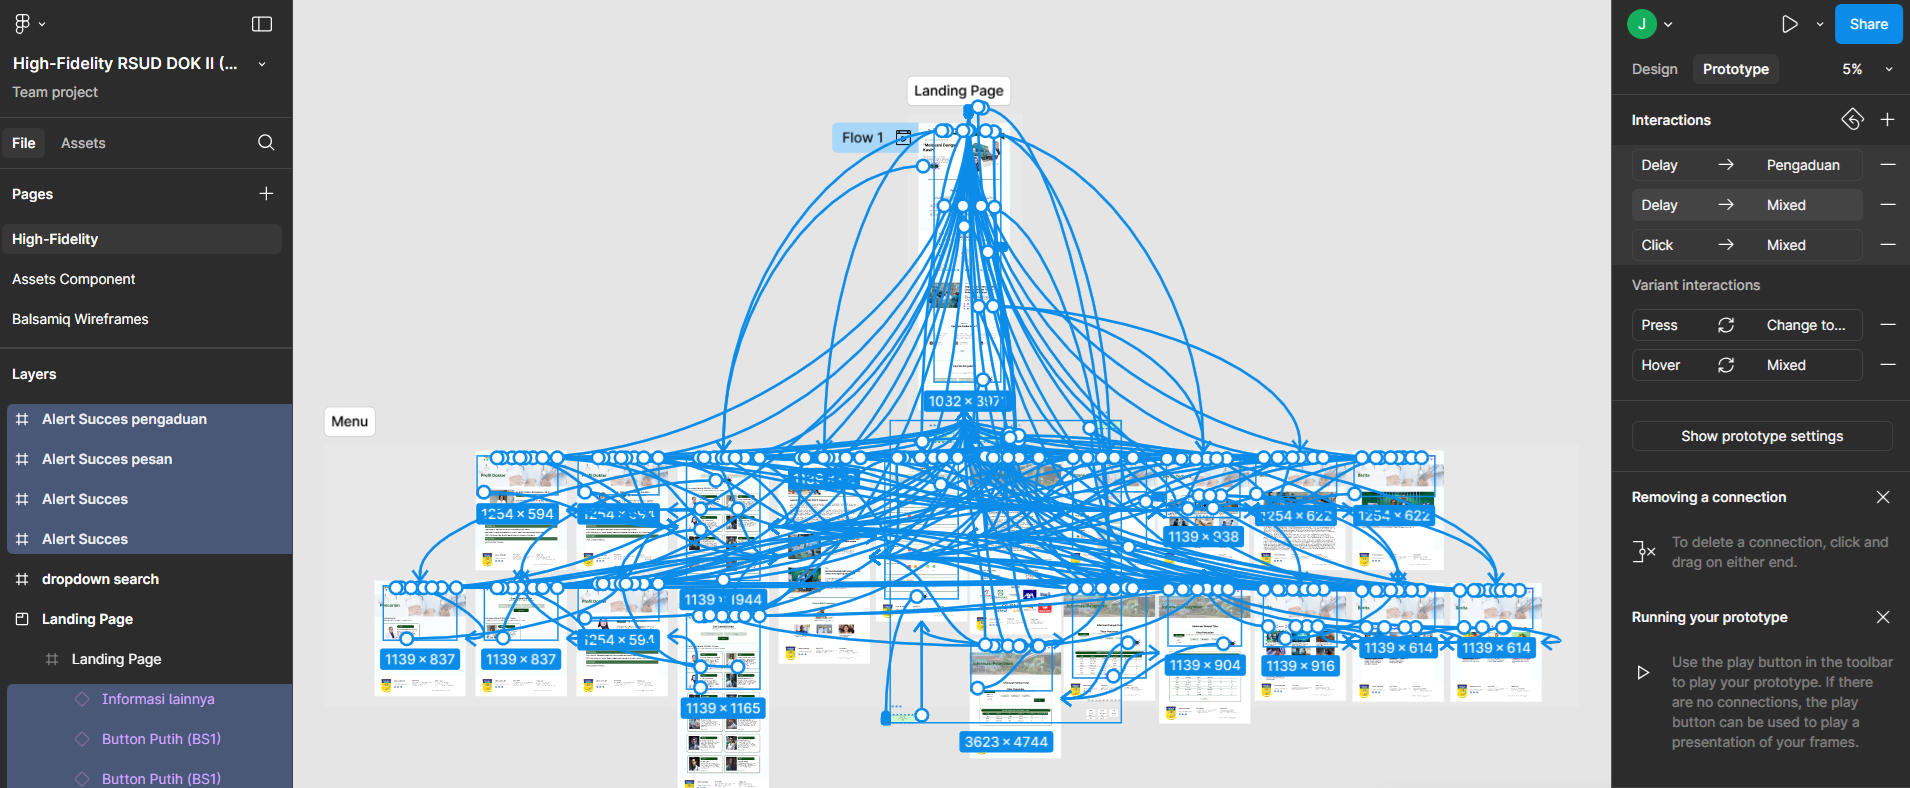 High-Fidelity RSUD DOK II (...
Team project
File
Assets
Pages
High-Fidelity
Assets Component
Balsamiq Wireframes
Layers
Alert Succes pengaduan
Alert Succes pesan
Alert Succes
Alert Succes
dropdown search
Landing Page
Landing Page
Informasi lainnya
Button Putih (BS1)
Button Putih (BS1)
Landing Page
Flow 1
Menu
1254 × 594
1139 × 938
1254 × 622
1254 × 622
1139 × 837
1139 × 837
1254 × 594
1139 × 1944
1139 × 1165
3623 × 4744
1139 × 904
1139 × 916
1139 × 614
1139 × 614
J
Share
Design
Prototype
5%
Interactions
Delay → Pengaduan
Delay → Mixed
Click → Mixed
Variant interactions
Press Change to...
Hover Mixed
Show prototype settings
Removing a connection
To delete a connection, click and
drag on either end.
Running your prototype
Use the play button in the toolbar
to play your prototype. If there
are no connections, the play
button can be used to play a
presentation of your frames.